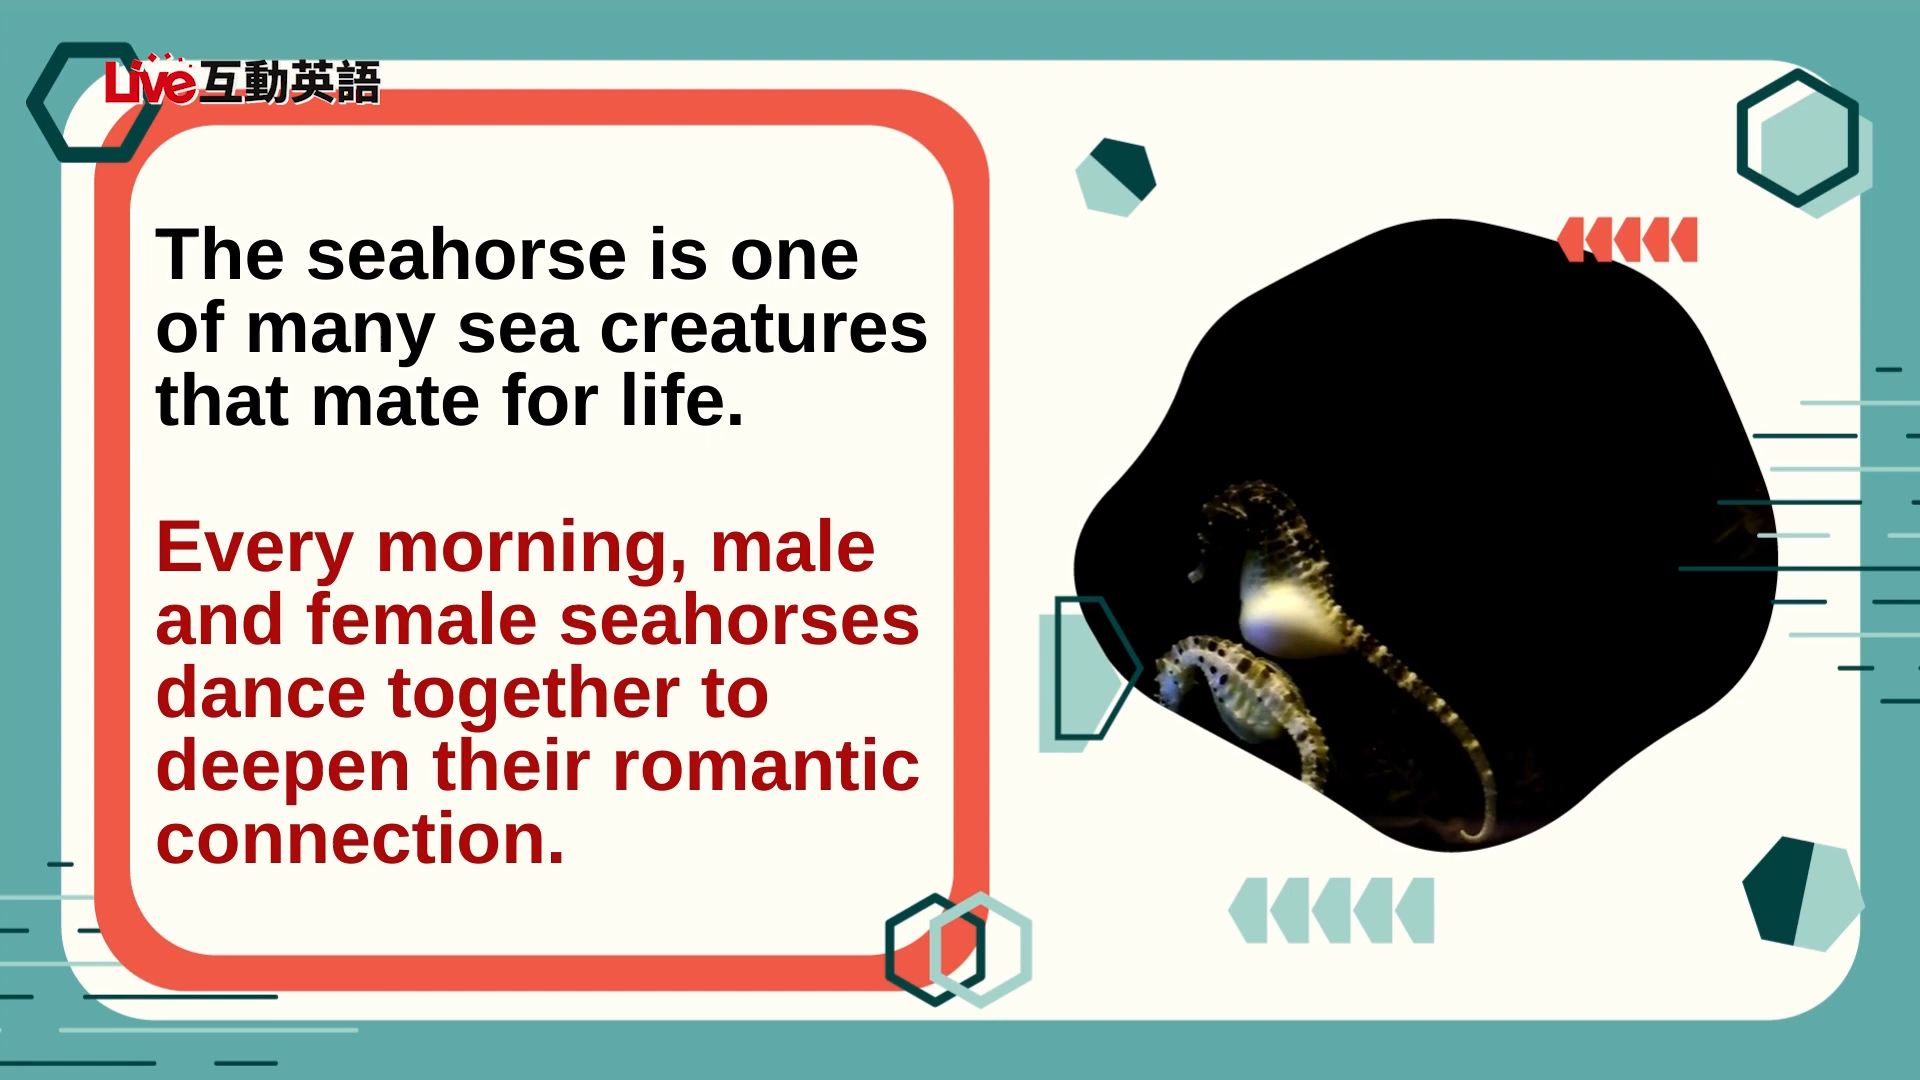 Live互動英語
The seahorse is one
of many sea creatures
that mate for life.
Every morning, male
and female seahorses
dance together to
deepen their romantic
connection.